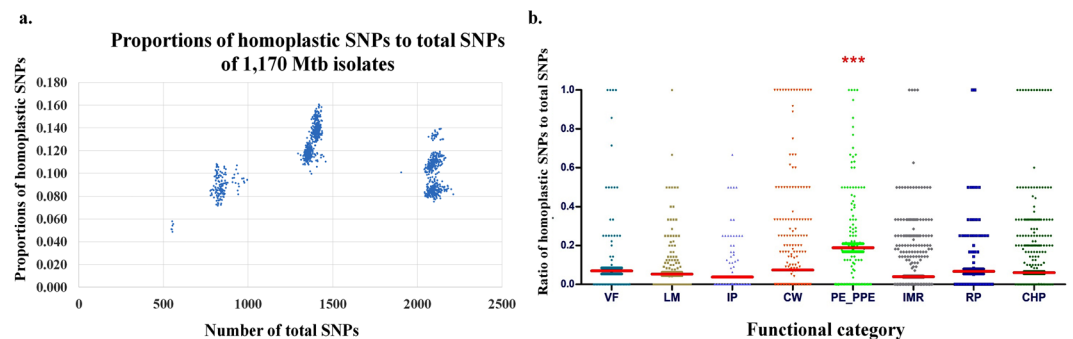 a.
Proportions of homoplastic SNPs to total SNPs
of 1,170 Mtb isolates
Proportions of homoplastic SNPs
0.180
0.160
0.140
0.120
0.100
0.080
0.060
0.040
0.020
0.000
0
500
1000
1500
2000
2500
Number of total SNPs
b.
***
Ratio of homoplastic SNPs to total SNPs
1.0
0.8
0.6
0.4
0.2
0.0
VF
LM
IP
CW
PE_PPE
IMR
RP
CHP
Functional category